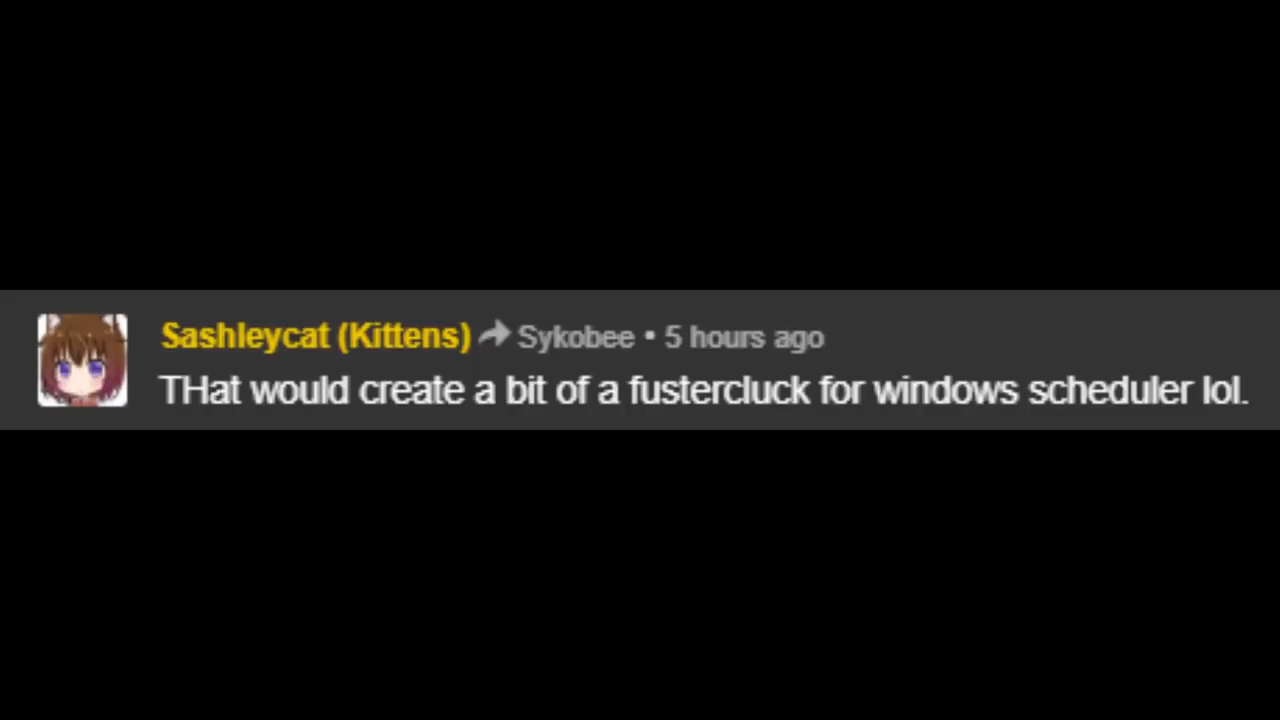 Sashleycat (Kittens) Sykobee • 5 hours ago
THat would create a bit of a fustercluck for windows scheduler lol.